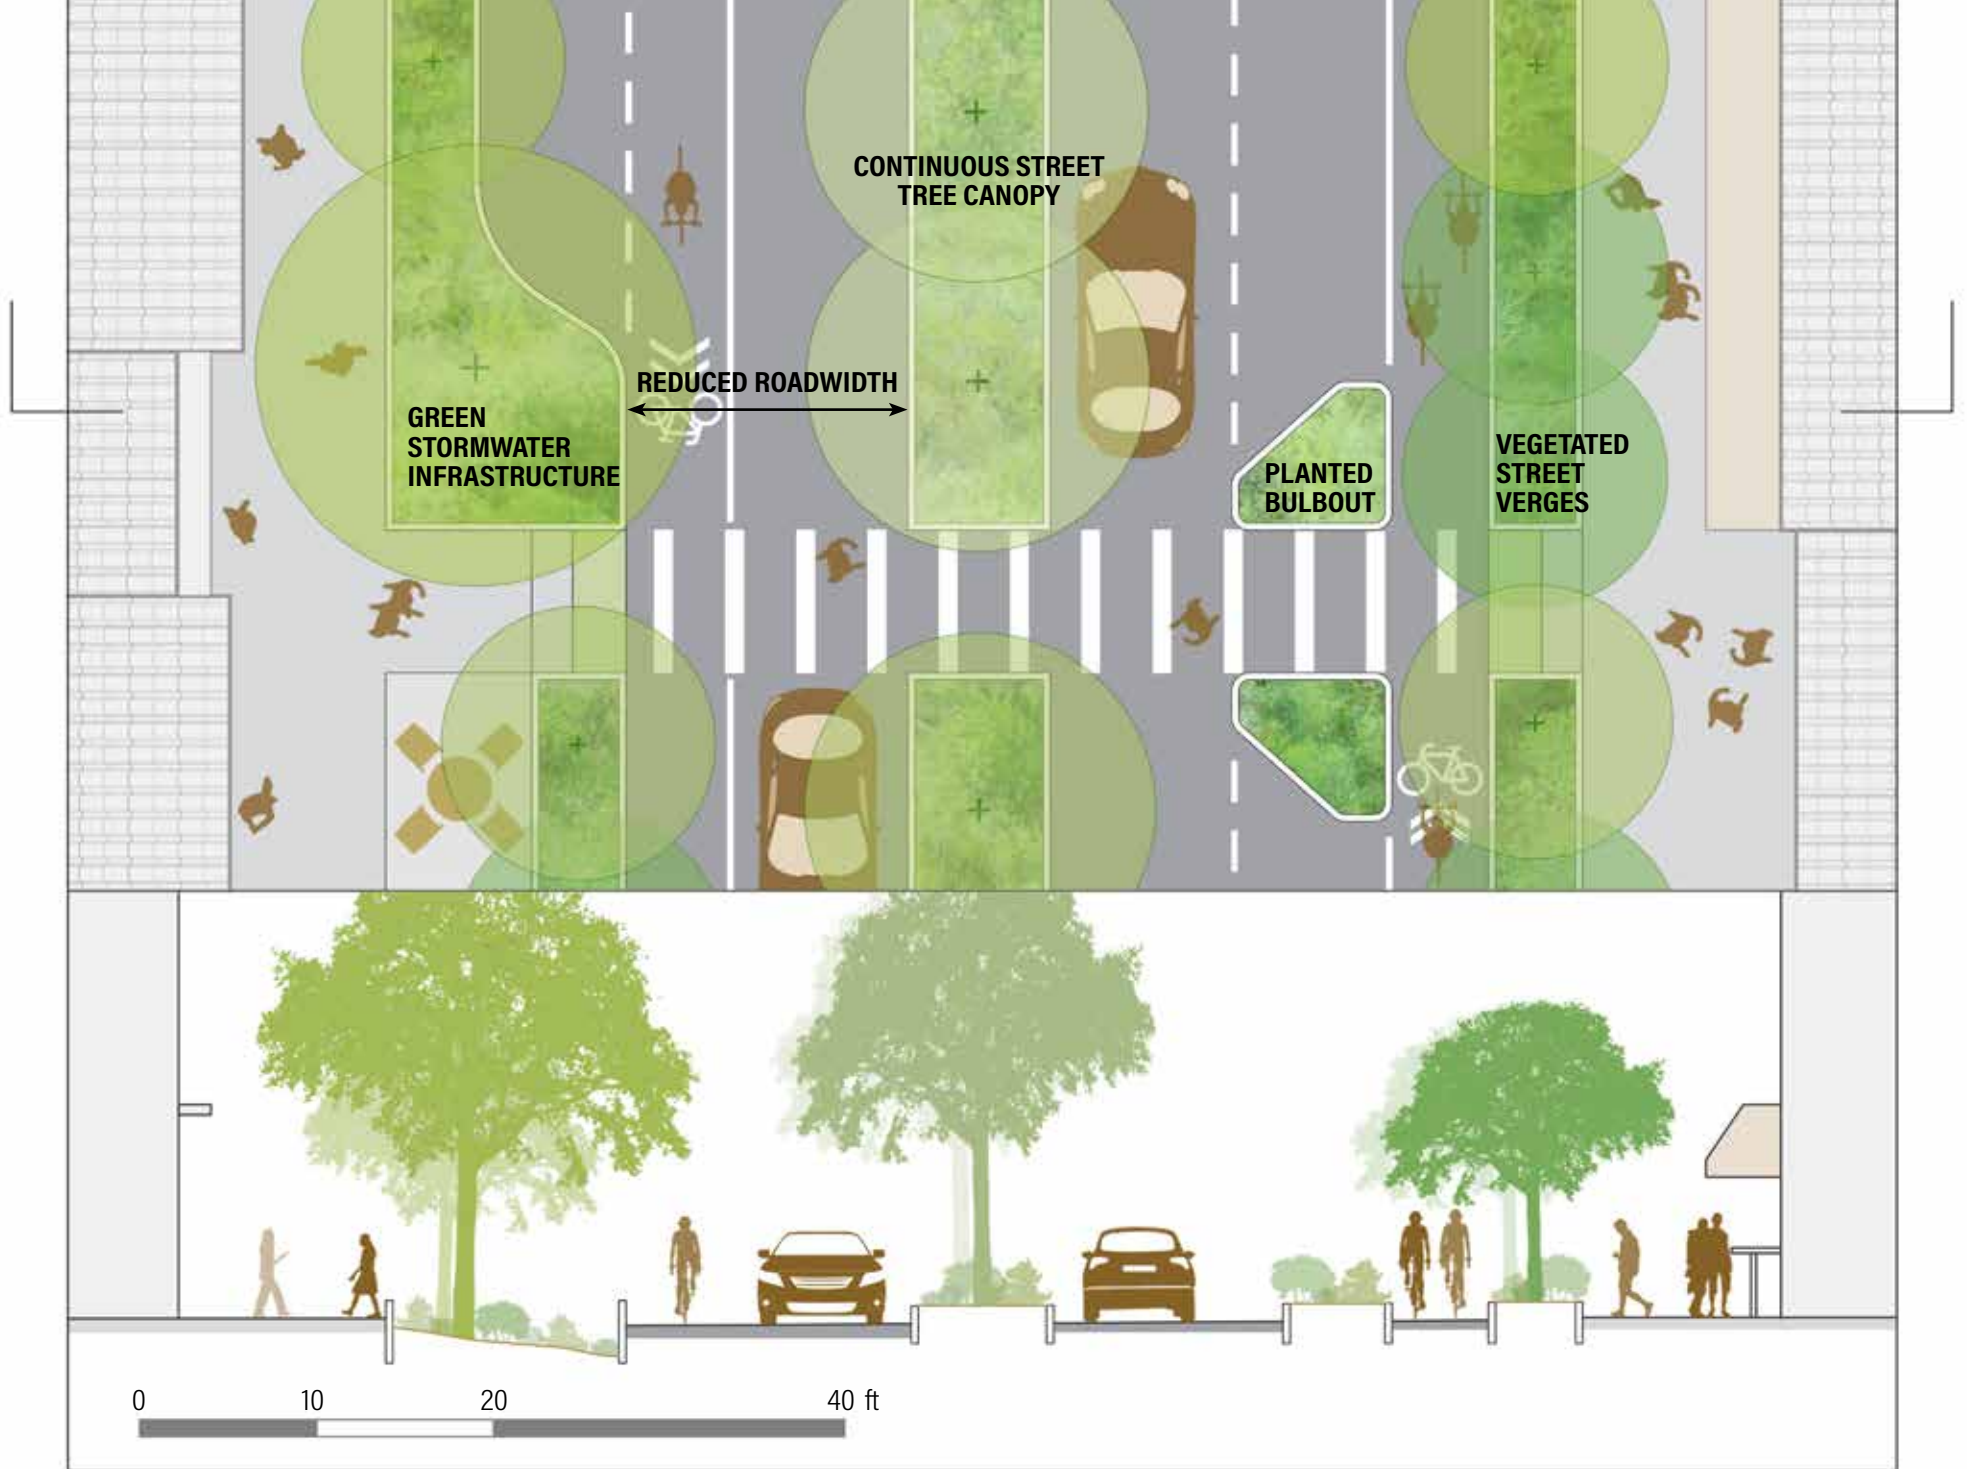 CONTINUOUS STREET
TREE CANOPY
REDUCED ROADWIDTH
GREEN
STORMWATER
INFRASTRUCTURE
PLANTED
BULBOUT
VEGETATED
STREET
VERGES
0 10 20 40 ft